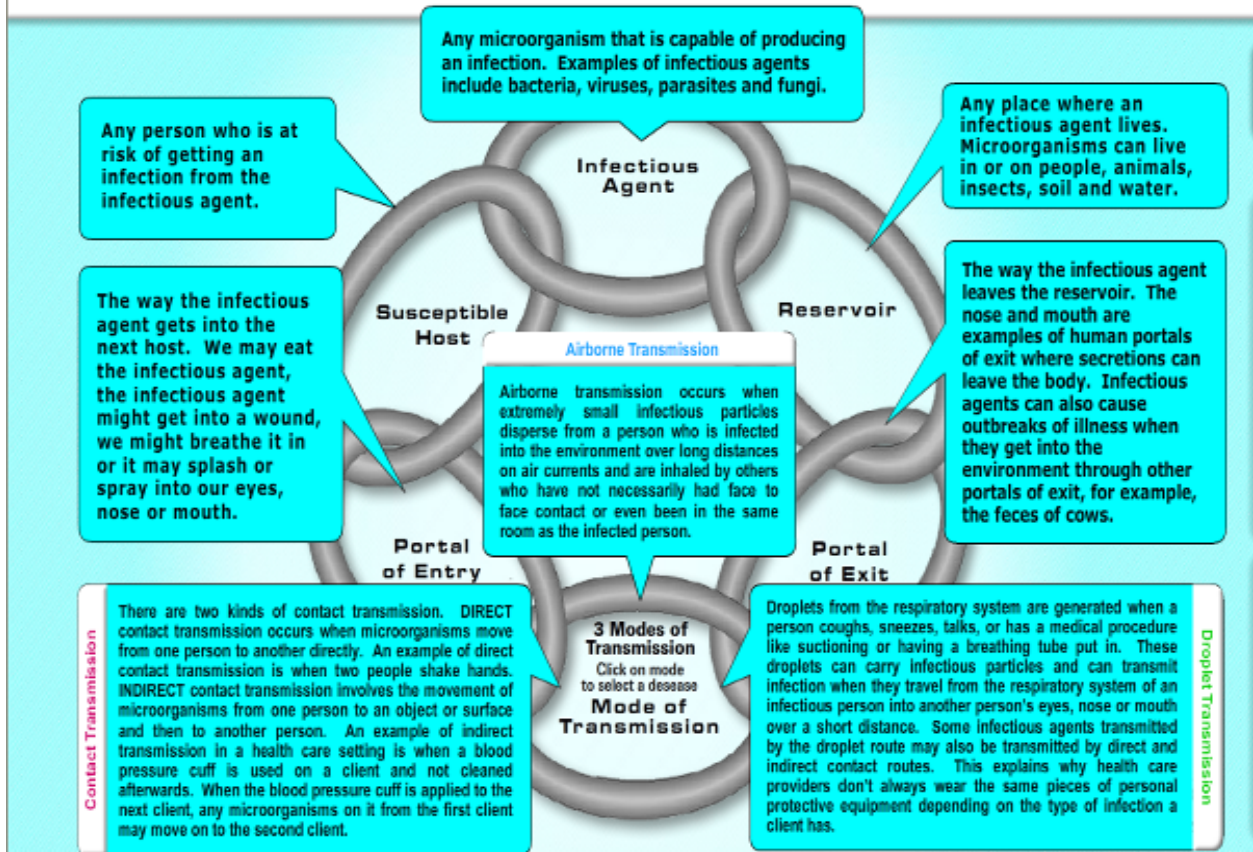 Any microorganism that is capable of producing
an infection. Examples of infectious agents
include bacteria, viruses, parasites and fungi.
Any person who is at
risk of getting an
infection from the
infectious agent.
Any place where an
infectious agent lives.
Microorganisms can live
in or on people, animals,
insects, soil and water.
Infectious
Agent
The way the infectious
agent gets into the
next host. We may eat
the infectious agent,
the infectious agent
might get into a wound,
we might breathe it in
or it may splash or
spray into our eyes,
nose or mouth.
Susceptible
Host
Reservoir
The way the infectious agent
leaves the reservoir. The
nose and mouth are
examples of human portals
of exit where secretions can
leave the body. Infectious
agents can also cause
outbreaks of illness when
they get into the
environment through other
portals of exit, for example,
the feces of cows.
Airborne Transmission
Airborne transmission occurs when
extremely small infectious particles
disperse from a person who is infected
into the environment over long distances
on air currents and are inhaled by others
who have not necessarily had face to
face contact or even been in the same
room as the infected person.
Portal
of Entry
Portal
of Exit
Contact Transmission
There are two kinds of contact transmission. DIRECT
contact transmission occurs when microorganisms move
from one person to another directly. An example of direct
contact transmission is when two people shake hands.
INDIRECT contact transmission involves the movement of
microorganisms from one person to an object or surface
and then to another person. An example of indirect
transmission in a health care setting is when a blood
pressure cuff is used on a client and not cleaned
afterwards. When the blood pressure cuff is applied to the
next client, any microorganisms on it from the first client
may move on to the second client.
3 Modes of
Transmission
Click on mode
to select a desease
Mode of
Transmission
Droplets from the respiratory system are generated when a
person coughs, sneezes, talks, or has a medical procedure
like suctioning or having a breathing tube put in. These
droplets can carry infectious particles and can transmit
infection when they travel from the respiratory system of an
infectious person into another person's eyes, nose or mouth
over a short distance. Some infectious agents transmitted
by the droplet route may also be transmitted by direct and
indirect contact routes. This explains why health care
providers don't always wear the same pieces of personal
protective equipment depending on the type of infection a
client has.
Droplet Transmission